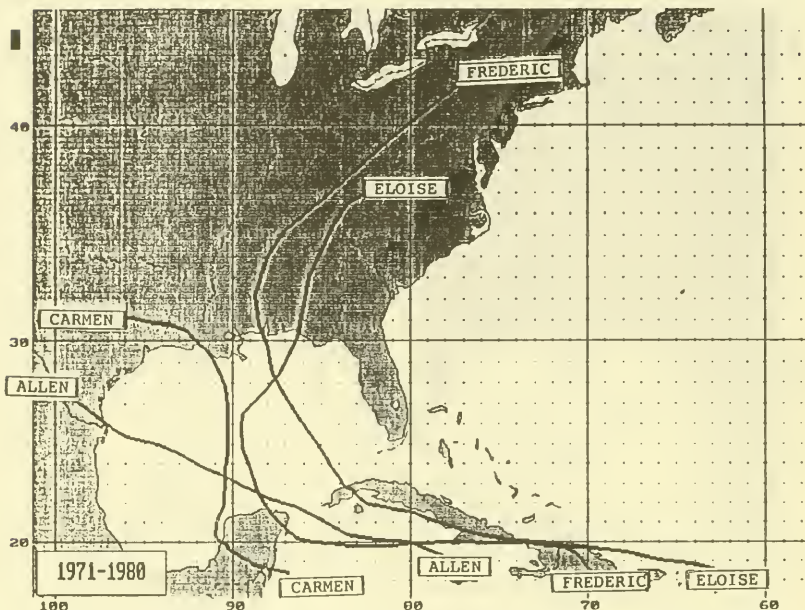 FREDERIC
40
ELOISE
CARMEN
30
ALLEN
20
1971-1980
ALLEN
CARMEN
FREDERIC
ELOISE
100
90
80
70
60